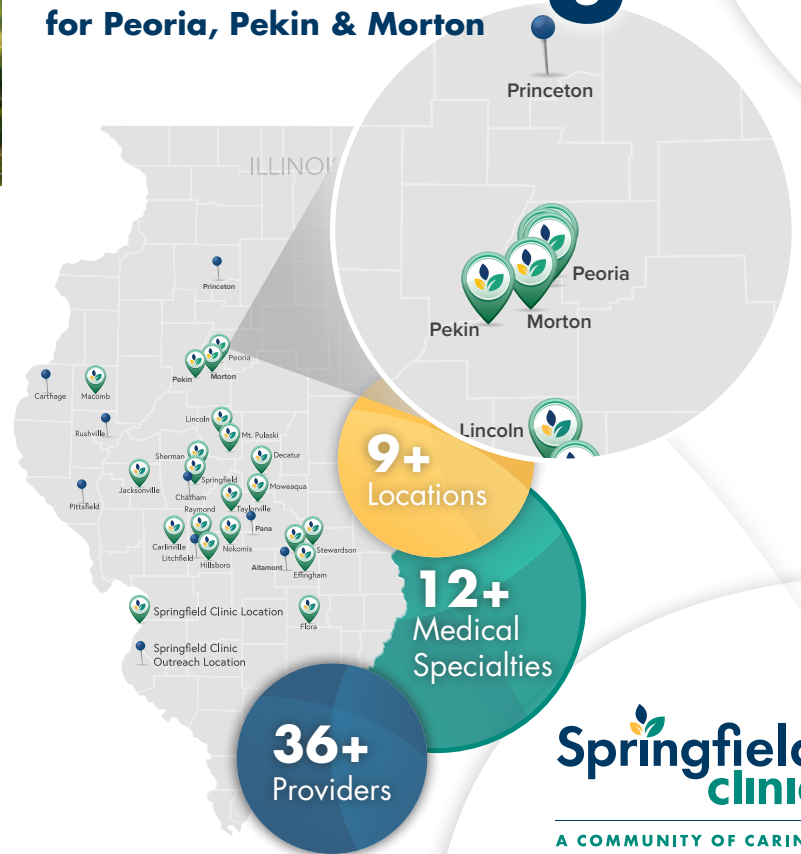 for Peoria, Pekin & Morton
Princeton
ILLINOI
Peoria
Morton
Pekin
Lincoln
Princeton
Peoria
Morton
Pekin
Carthage
Macomb
Rushville
Lincoln
Mt. Pulaski
Sherman
Decatur
Springfield
Jacksonville
Moweaqua
Chatham
Pittsfield
Raymond
Taylorville
Pana
Carlinville
Nokomis
Stewardson
Litchfield
Hillsboro
Altamont
Effingham
Flora
Springfield Clinic Location
Springfield Clinic
Outreach Location
9+
Locations
12+
Medical
Specialties
36+
Providers
Springfield
clinic
A COMMUNITY OF CARIN